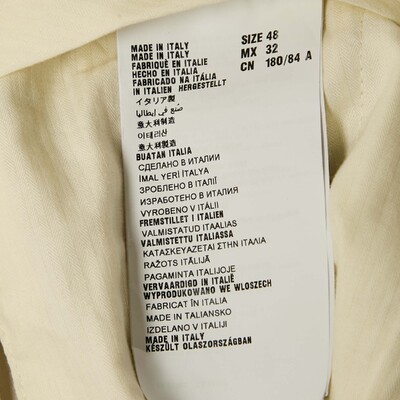 MADE IN ITALY
MADE IN ITALY
FABRIQUÉ EN ITALIE
HECHO EN ITALIA
FABRICADO NA ITÁLIA
IN ITALIEN HERGESTELLT
イタリア製
صنع في إيطاليا
意大利制造
이태리산
意大利製造
BUATAN ITALIA
СДЕЛАНО В ИТАЛИИ
İMAL YERİ İTALYA
ЗРОБЛЕНО В ІТАЛІЇ
ИЗРАБОТЕНО В ИТАЛИЯ
VYROBENO V ITÁLII
FREMSTILLET I ITALIEN
VALMISTATUD ITAALIAS
VALMISTETTU ITALIASSA
ΚΑΤΑΣΚΕΥΑΖΕΤΑΙ ΣΤΗΝ ΙΤΑΛΙΑ
RAŽOTS ITĀLIJĀ
PAGAMINTA ITALIJOJE
VERVAARDIGD IN ITALIË
WYPRODUKOWANO WE WLOSZECH
FABRICAT ÎN ITALIA
MADE IN TALIANSKO
IZDELANO V ITALIJI
MADE IN ITALY
KÉSZÜLT OLASZORSZÁGBAN
SIZE 48
MX 32
CN 180/84 A